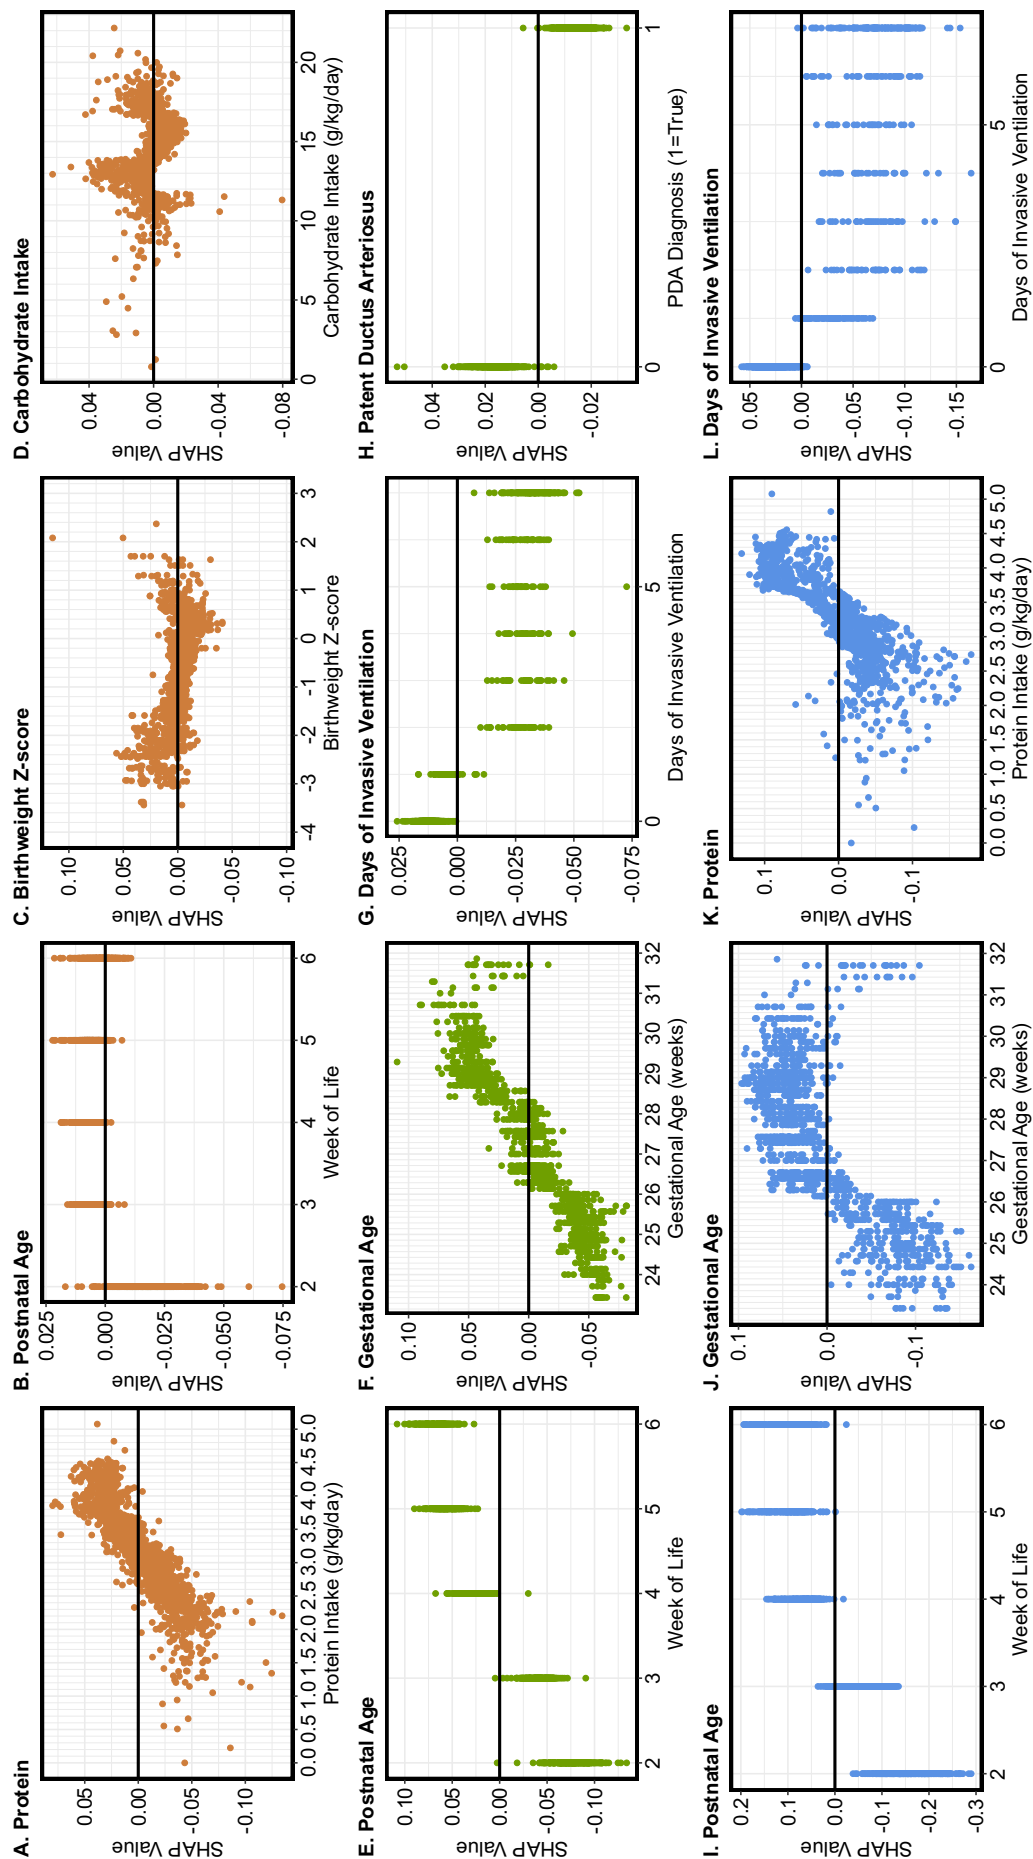 A. Protein
SHAP Value
0.05
0.00
-0.05
-0.10
0.0 0.5 1.0 1.5 2.0 2.5 3.0 3.5 4.0 4.5 5.0
Protein Intake (g/kg/day)
B. Postnatal Age
SHAP Value
0.025
0.000
-0.025
-0.050
-0.075
2 3 4 5 6
Week of Life
C. Birthweight Z-score
SHAP Value
0.10
0.05
0.00
-0.05
-0.10
-4 -3 -2 -1 0 1 2 3
Birthweight Z-score
D. Carbohydrate Intake
SHAP Value
0.04
0.00
-0.04
-0.08
0 5 10 15 20
Carbohydrate Intake (g/kg/day)
E. Postnatal Age
SHAP Value
0.10
0.05
0.00
-0.05
-0.10
2 3 4 5 6
Week of Life
F. Gestational Age
SHAP Value
0.10
0.05
0.00
-0.05
24 25 26 27 28 29 30 31 32
Gestational Age (weeks)
G. Days of Invasive Ventilation
SHAP Value
0.025
0.000
-0.025
-0.050
-0.075
0 5
Days of Invasive Ventilation
H. Patent Ductus Arteriosus
SHAP Value
0.04
0.02
0.00
-0.02
0 1
PDA Diagnosis (1=True)
I. Postnatal Age
SHAP Value
0.2
0.1
0.0
-0.1
-0.2
-0.3
2 3 4 5 6
Week of Life
J. Gestational Age
SHAP Value
0.1
0.0
-0.1
24 25 26 27 28 29 30 31 32
Gestational Age (weeks)
K. Protein
SHAP Value
0.1
0.0
-0.1
0.0 0.5 1.0 1.5 2.0 2.5 3.0 3.5 4.0 4.5 5.0
Protein Intake (g/kg/day)
L. Days of Invasive Ventilation
SHAP Value
0.05
0.00
-0.05
-0.10
-0.15
0 5
Days of Invasive Ventilation